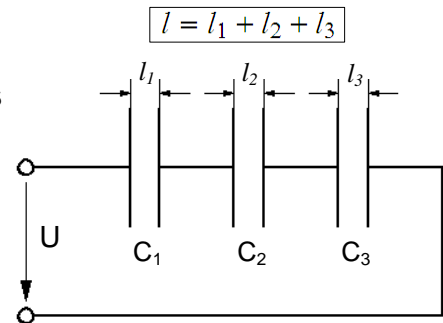 l = l₁ + l₂ + l₃
l₁ l₂ l₃
U
C₁ C₂ C₃